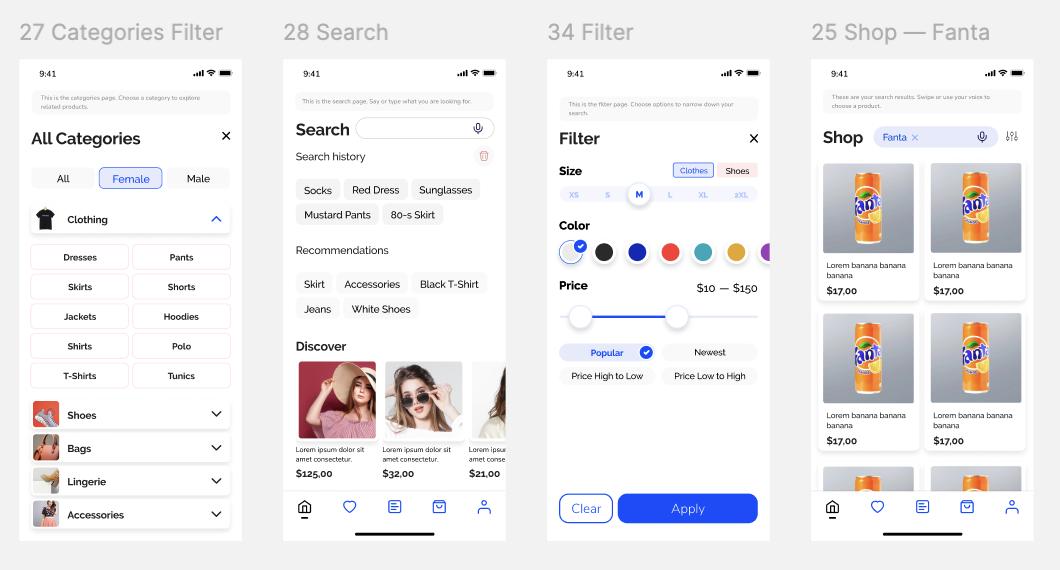 27 Categories Filter
9:41
This is the categories page. Choose a category to explore
related products.
All Categories
All
Female
Male
Clothing
Dresses
Pants
Skirts
Shorts
Jackets
Hoodies
Shirts
Polo
T-Shirts
Tunics
Shoes
Bags
Lingerie
Accessories
28 Search
9:41
This is the search page. Say or type what you are looking for.
Search
Search history
Socks
Red Dress
Sunglasses
Mustard Pants
80-s Skirt
Recommendations
Skirt
Accessories
Black T-Shirt
Jeans
White Shoes
Discover
Lorem ipsum dolor sit
amet consectetur.
$125,00
Lorem ipsum dolor sit
amet consectetur.
$32,00
Lorem ipsum
amet conse
$21,00
34 Filter
9:41
This is the filter page. Choose options to narrow down your
search.
Filter
Size
Clothes
Shoes
XS
S
M
L
XL
2XL
Color
Price
$10 — $150
Popular
Newest
Price High to Low
Price Low to High
Clear
Apply
25 Shop — Fanta
9:41
These are your search results. Swipe or use your voice to
choose a product.
Shop
Fanta
Fanta
Lorem banana banana
banana
$17,00
Fanta
Lorem banana banana
banana
$17,00
Fanta
Lorem banana banana
banana
$17,00
Fanta
Lorem banana banana
banana
$17,00